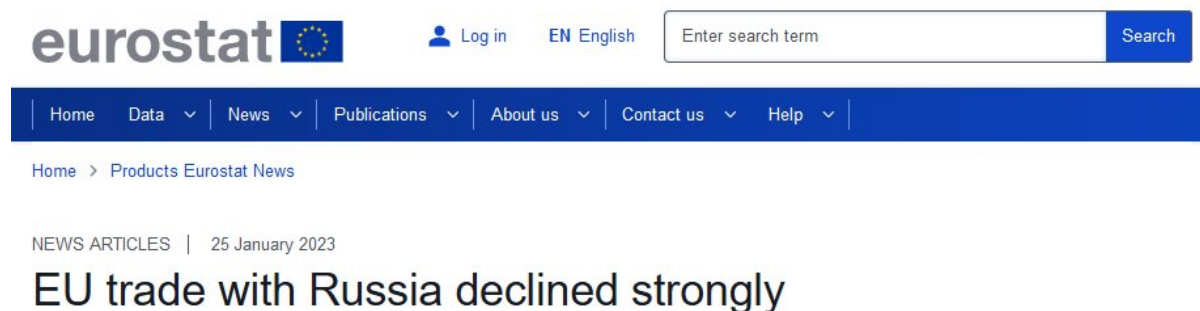 eurostat
Log in EN English Enter search term Search
Home Data News Publications About us Contact us Help
Home > Products Eurostat News
NEWS ARTICLES | 25 January 2023
EU trade with Russia declined strongly